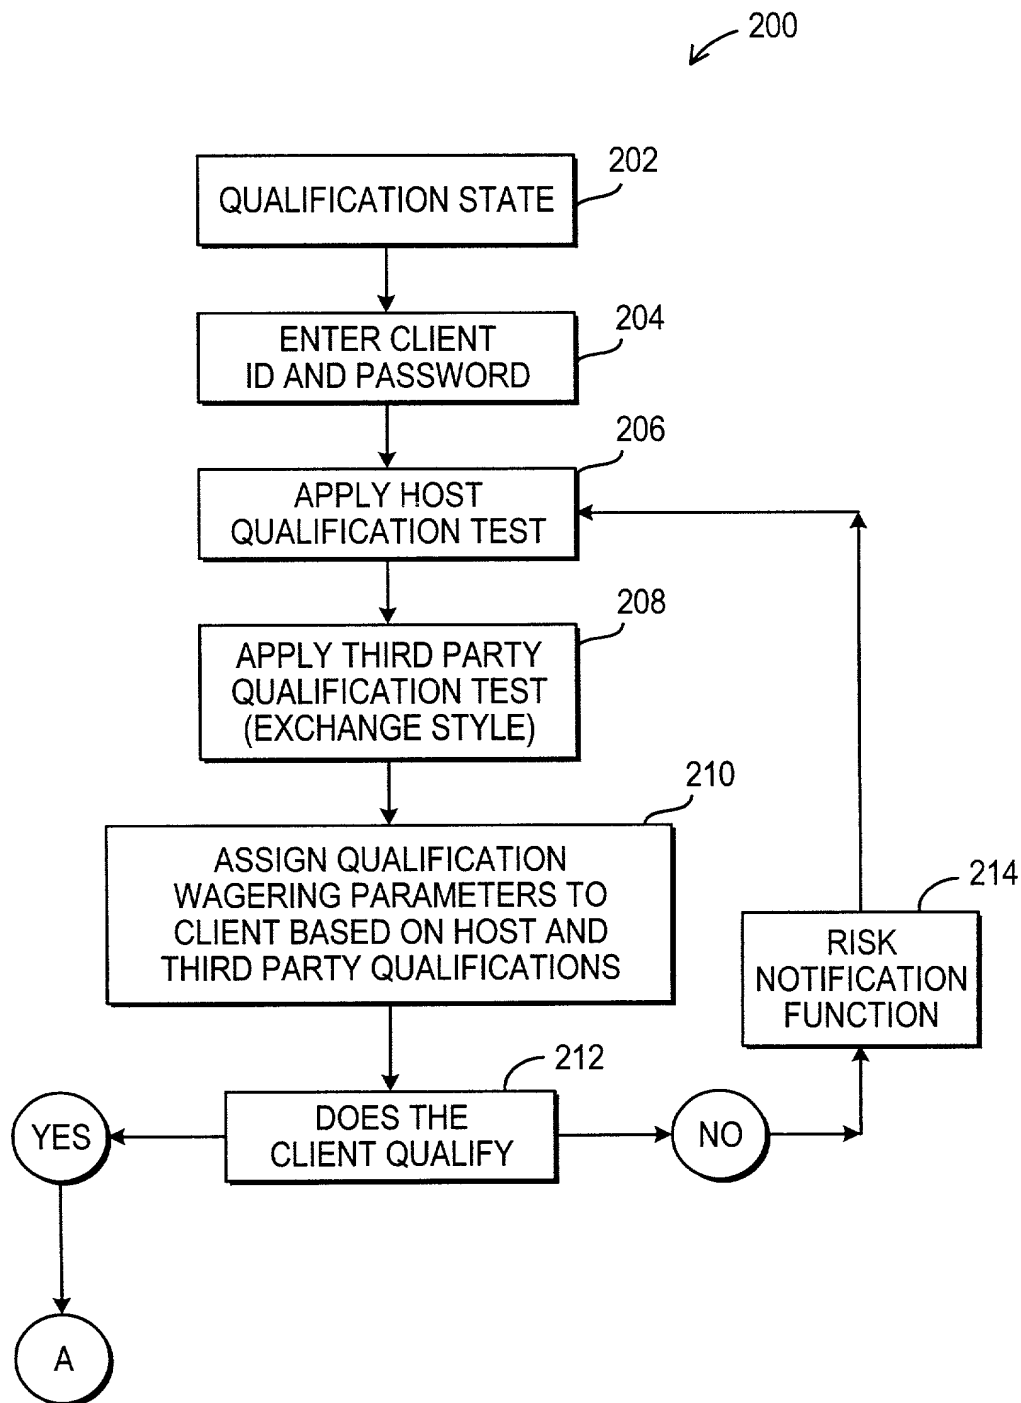 200
202
QUALIFICATION STATE
204
ENTER CLIENT
ID AND PASSWORD
206
APPLY HOST
QUALIFICATION TEST
208
APPLY THIRD PARTY
QUALIFICATION TEST
(EXCHANGE STYLE)
210
ASSIGN QUALIFICATION
WAGERING PARAMETERS TO
CLIENT BASED ON HOST AND
THIRD PARTY QUALIFICATIONS
214
RISK
NOTIFICATION
FUNCTION
212
DOES THE
CLIENT QUALIFY
YES
NO
A